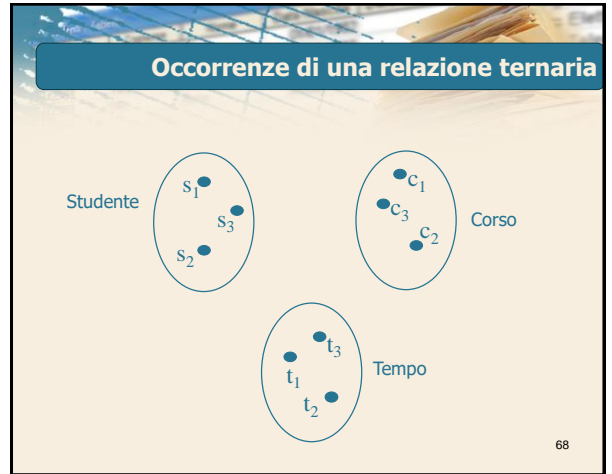 Occorrenze di una relazione ternaria
Studente
s1
s3
s2
c1
c3
c2
Corso
t3
t1
t2
Tempo
68